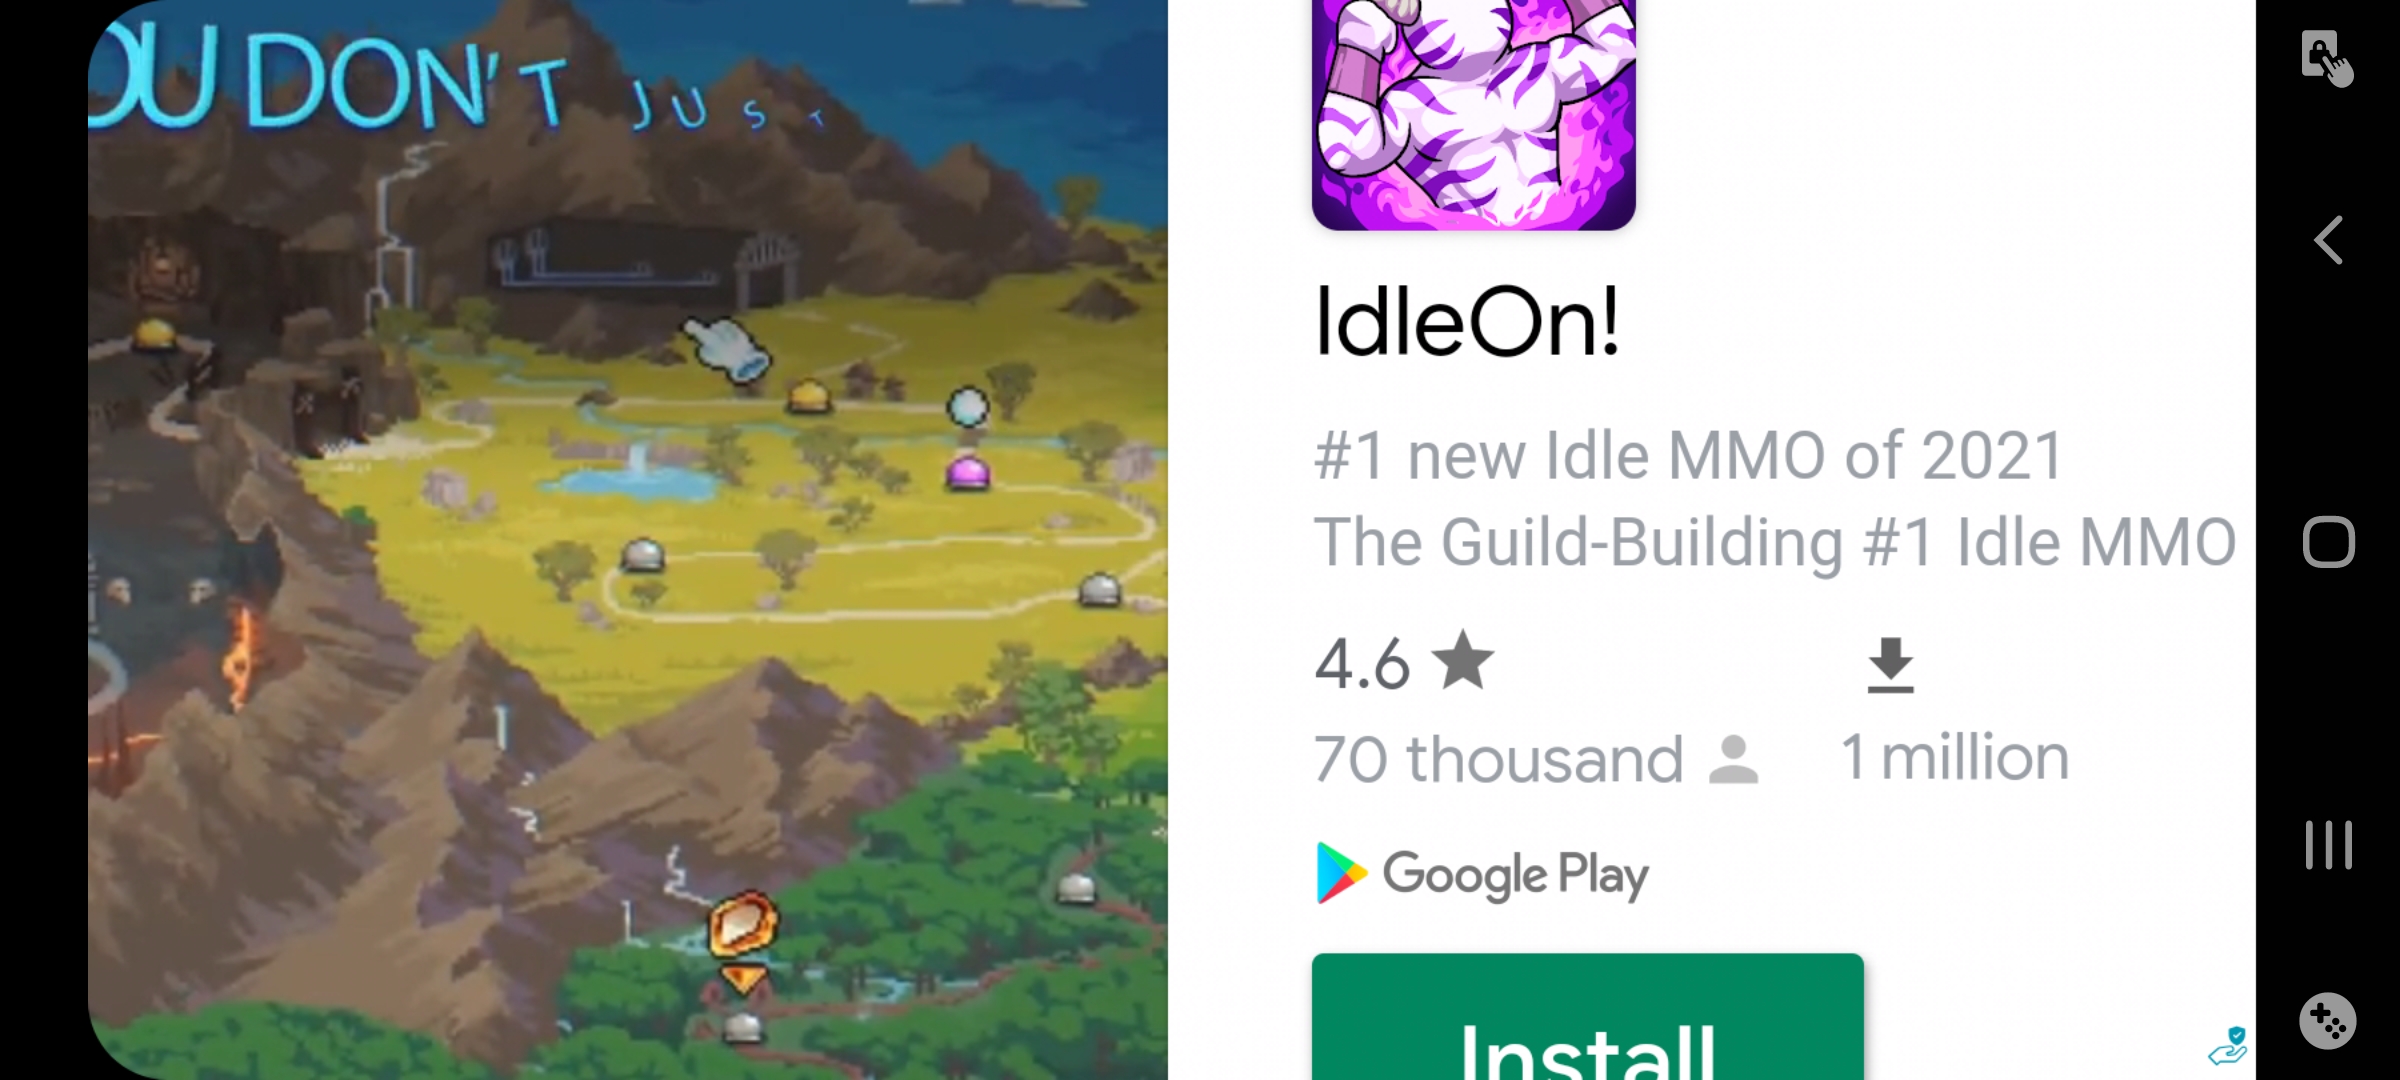 OU DON'T JUST
IdleOn!
#1 new Idle MMO of 2021
The Guild-Building #1 Idle MMO
4.6
70 thousand
1 million
Google Play
Install